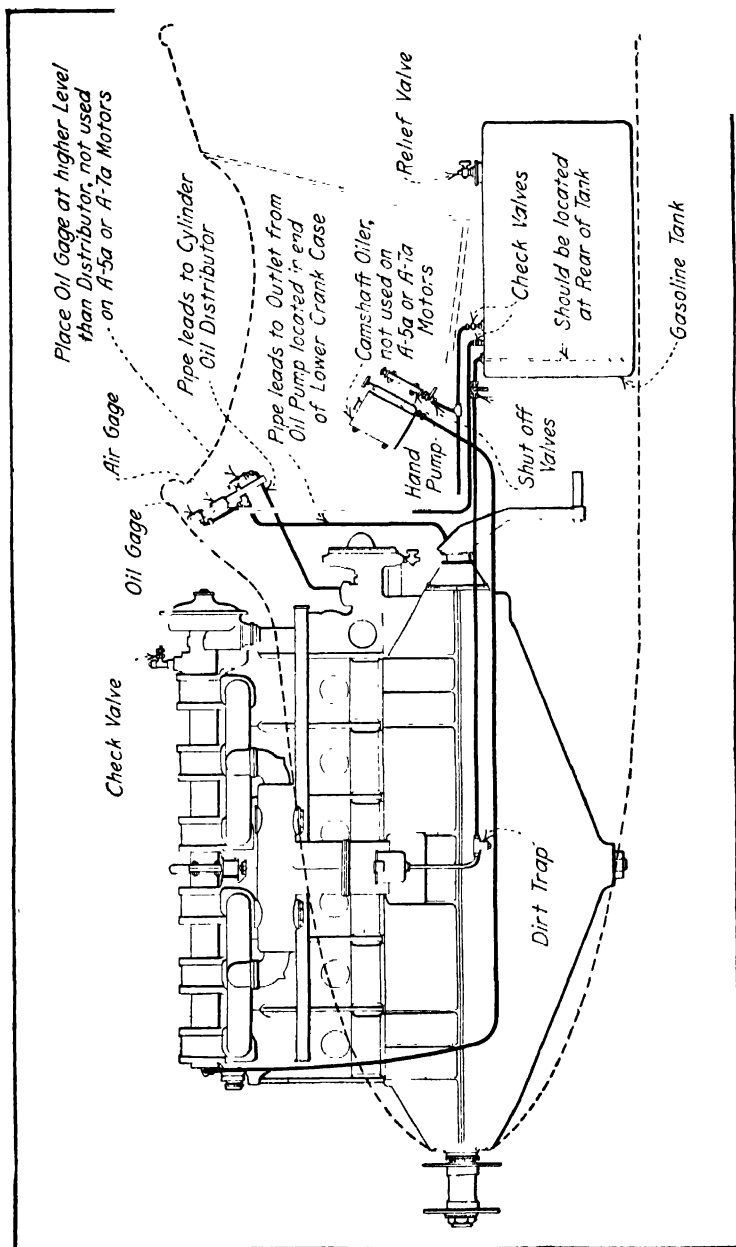 Place Oil Gage at higher Level
than Distributor, not used
on A-5a or A-7a Motors
Air Gage
Oil Gage
Check Valve
Pipe leads to Cylinder
Oil Distributor
Pipe leads to Outlet from
Oil Pump located in end
of Lower Crank Case
Camshaft Oiler,
not used on
A-5a or A-7a
Motors
Hand
Pump
Relief Valve
Check Valves
Shut off
Valves
Should be located
at Rear of Tank
Gasoline Tank
Dirt Trap